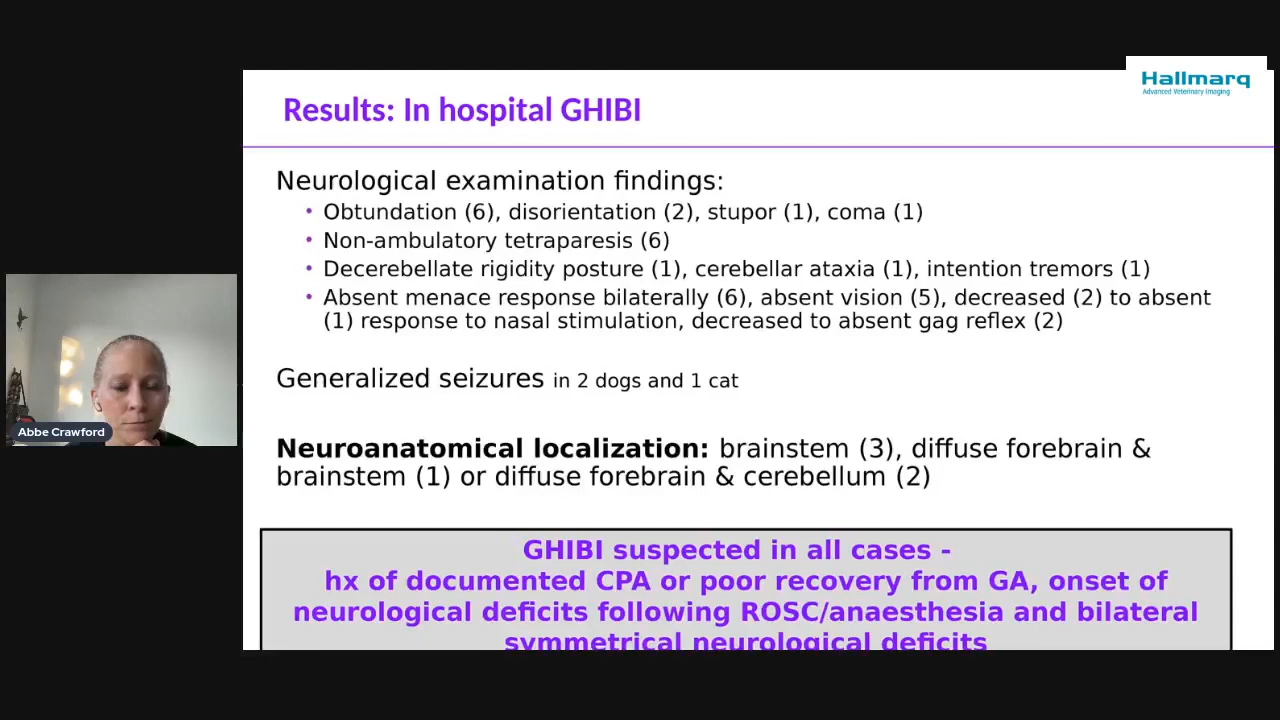 Hallmarq
Advanced Veterinary Imaging
Results: In hospital GHIBI
Neurological examination findings:
• Obtundation (6), disorientation (2), stupor (1), coma (1)
• Non-ambulatory tetraparesis (6)
• Decerebellate rigidity posture (1), cerebellar ataxia (1), intention tremors (1)
• Absent menace response bilaterally (6), absent vision (5), decreased (2) to absent
(1) response to nasal stimulation, decreased to absent gag reflex (2)
Generalized seizures in 2 dogs and 1 cat
Neuroanatomical localization: brainstem (3), diffuse forebrain &
brainstem (1) or diffuse forebrain & cerebellum (2)
GHIBI suspected in all cases -
hx of documented CPA or poor recovery from GA, onset of
neurological deficits following ROSC/anaesthesia and bilateral
symmetrical neurological deficits
Abbe Crawford